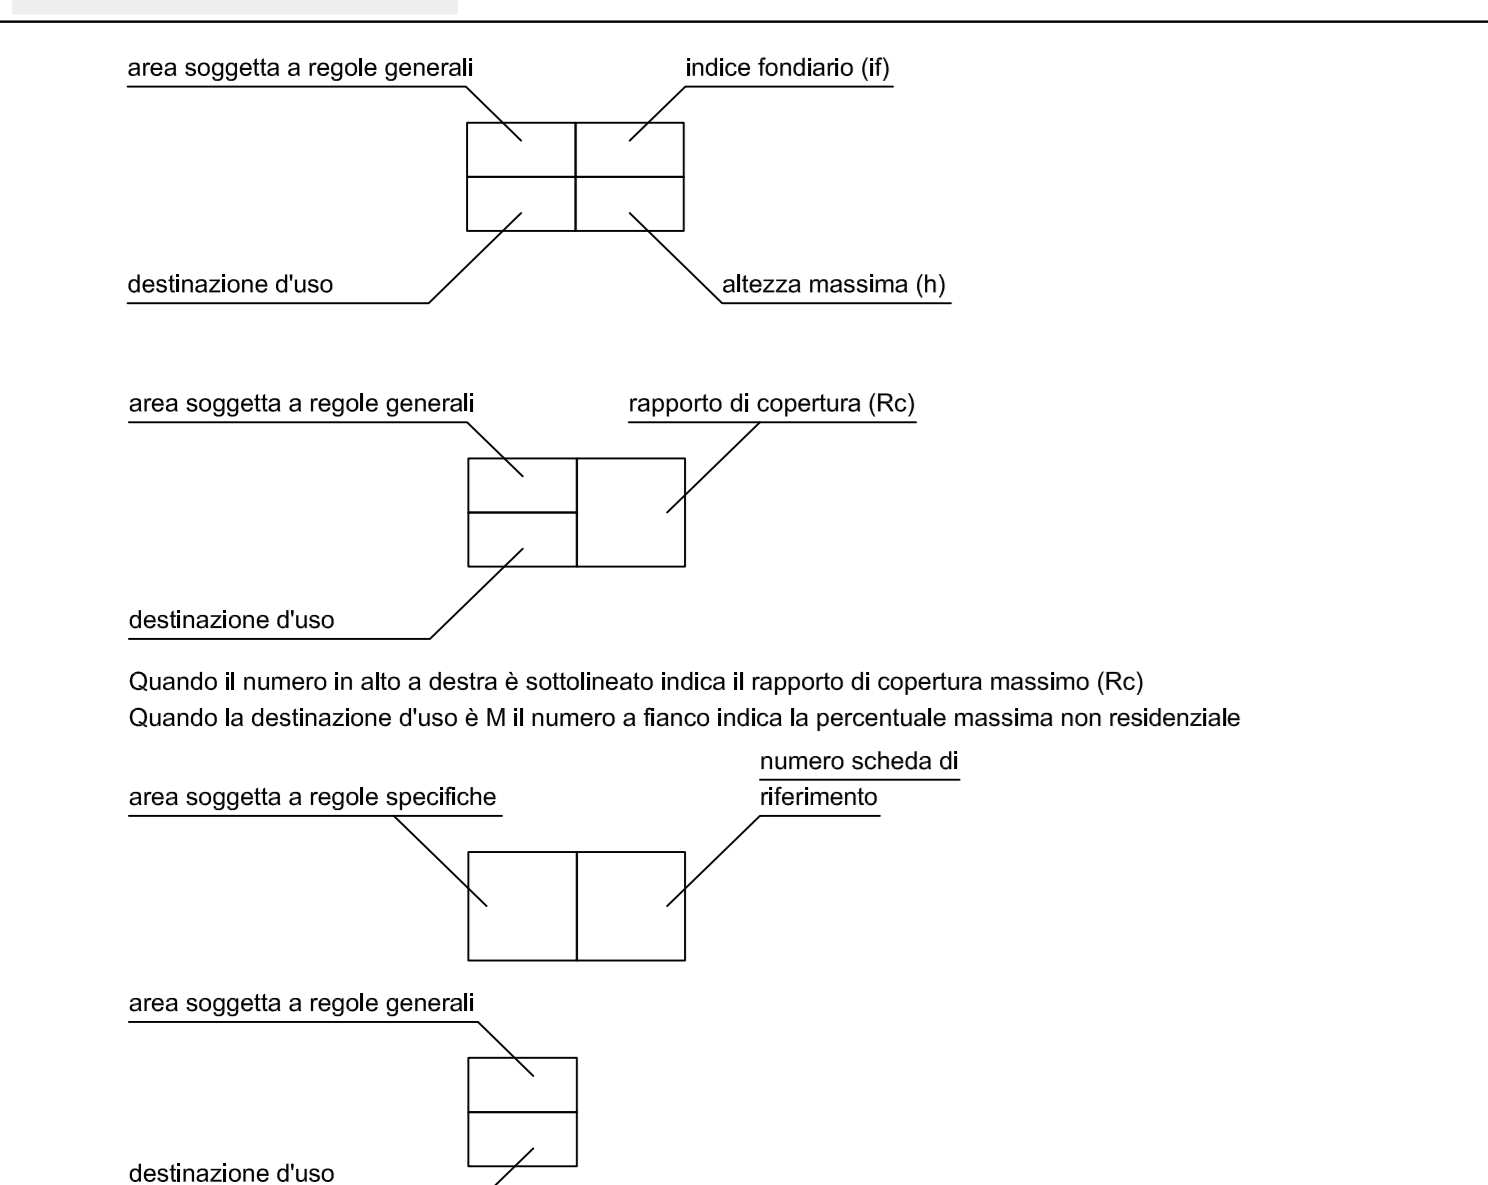 area soggetta a regole generali
indice fondiario (if)
destinazione d'uso
altezza massima (h)
area soggetta a regole generali
rapporto di copertura (Rc)
destinazione d'uso
Quando il numero in alto a destra è sottolineato indica il rapporto di copertura massimo (Rc)
Quando la destinazione d'uso è M il numero a fianco indica la percentuale massima non residenziale
numero scheda di
riferimento
area soggetta a regole specifiche
area soggetta a regole generali
destinazione d'uso